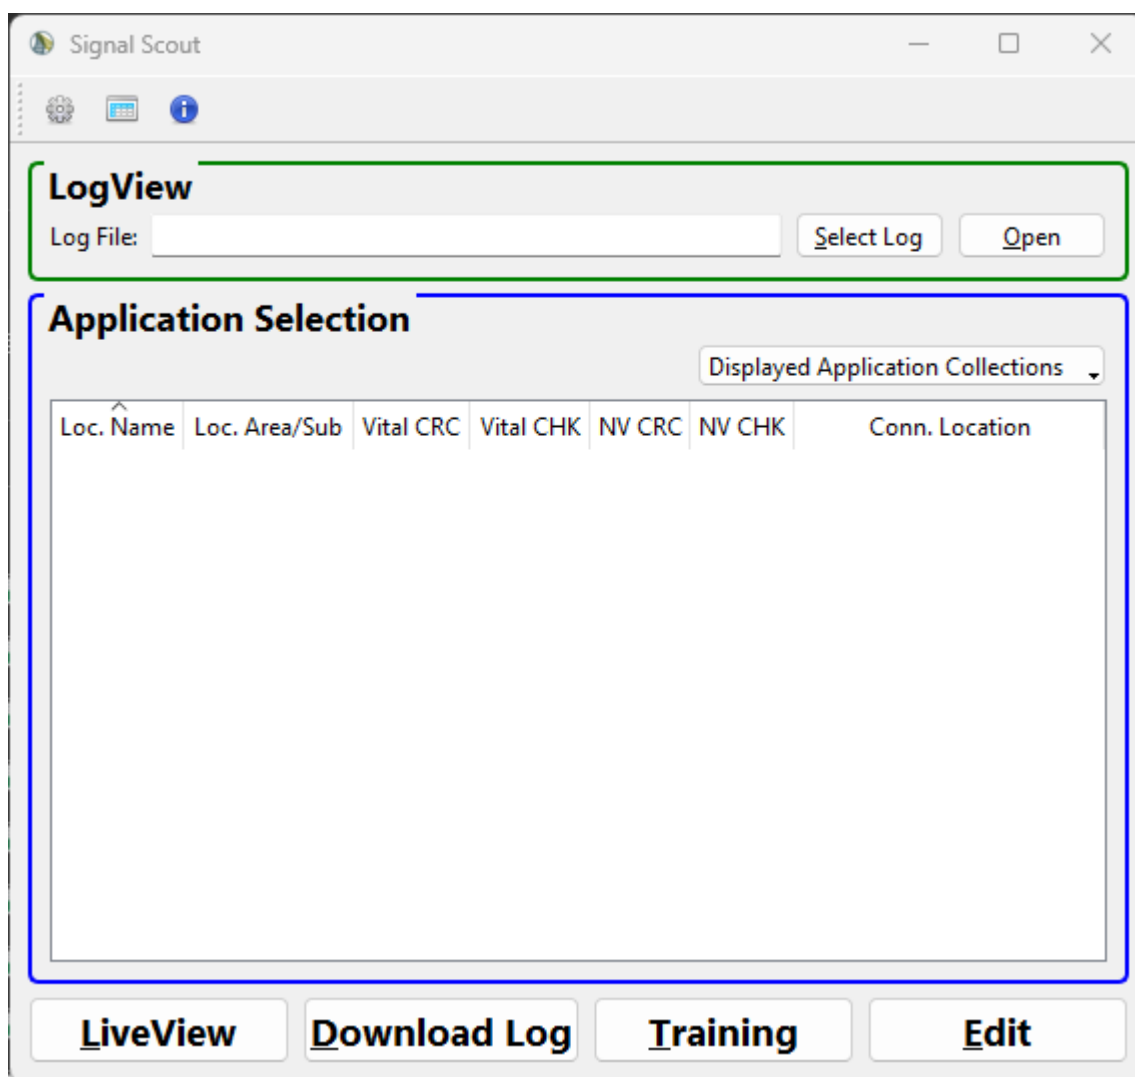 Signal Scout
LogView
Log File: Select Log Open
Application Selection
Displayed Application Collections
Loc. Name Loc. Area/Sub Vital CRC Vital CHK NV CRC NV CHK Conn. Location
LiveView Download Log Training Edit